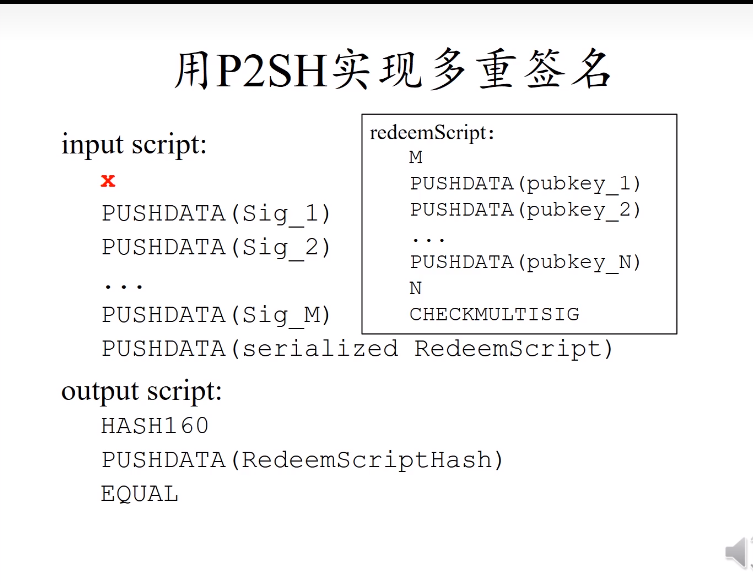 用P2SH实现多重签名
input script:
x
PUSHDATA(Sig_1)
PUSHDATA(Sig_2)
...
PUSHDATA(Sig_M)
PUSHDATA(serialized RedeemScript)
redeemScript:
M
PUSHDATA(pubkey_1)
PUSHDATA(pubkey_2)
...
PUSHDATA(pubkey_N)
N
CHECKMULTISIG
output script:
HASH160
PUSHDATA(RedeemScriptHash)
EQUAL